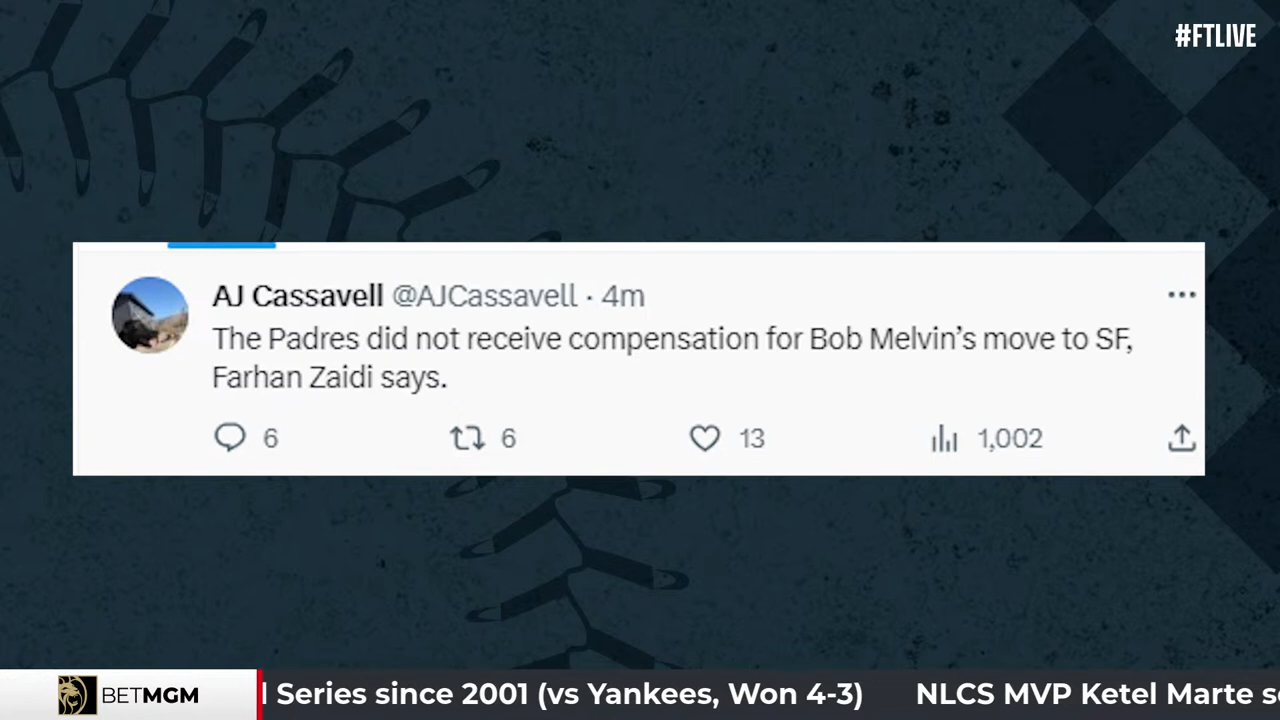 #FTLIVE
AJ Cassavell @AJCassavell · 4m
The Padres did not receive compensation for Bob Melvin’s move to SF,
Farhan Zaidi says.
6 6 13 1,002
BETMGM Series since 2001 (vs Yankees, Won 4-3) NLCS MVP Ketel Marte